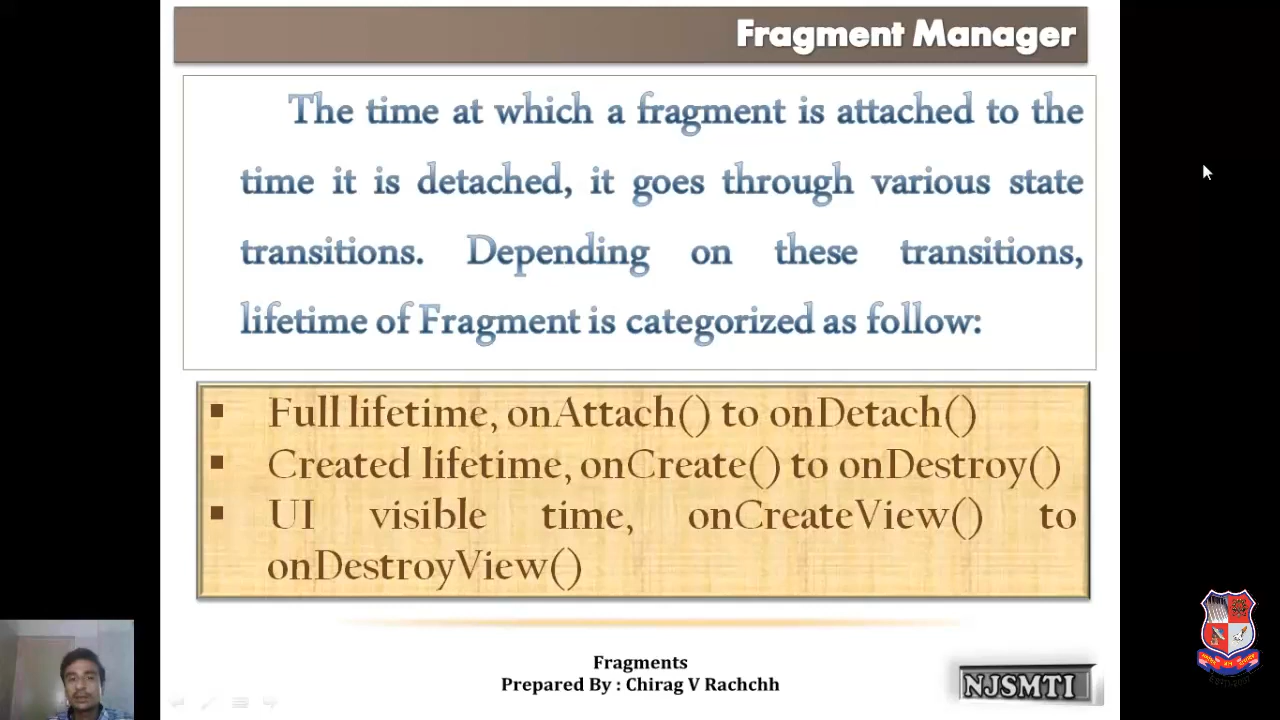 Fragment Manager
The time at which a fragment is attached to the
time it is detached, it goes through various state
transitions. Depending on these transitions,
lifetime of Fragment is categorized as follow:
▪ Full lifetime, onAttach() to onDetach()
▪ Created lifetime, onCreate() to onDestroy()
▪ UI visible time, onCreateView() to
onDestroyView()
Fragments
Prepared By : Chirag V Rachchh
NJSMTI